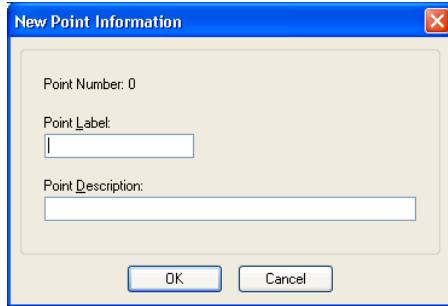 New Point Information
Point Number: 0
Point Label:
Point Description:
OK
Cancel